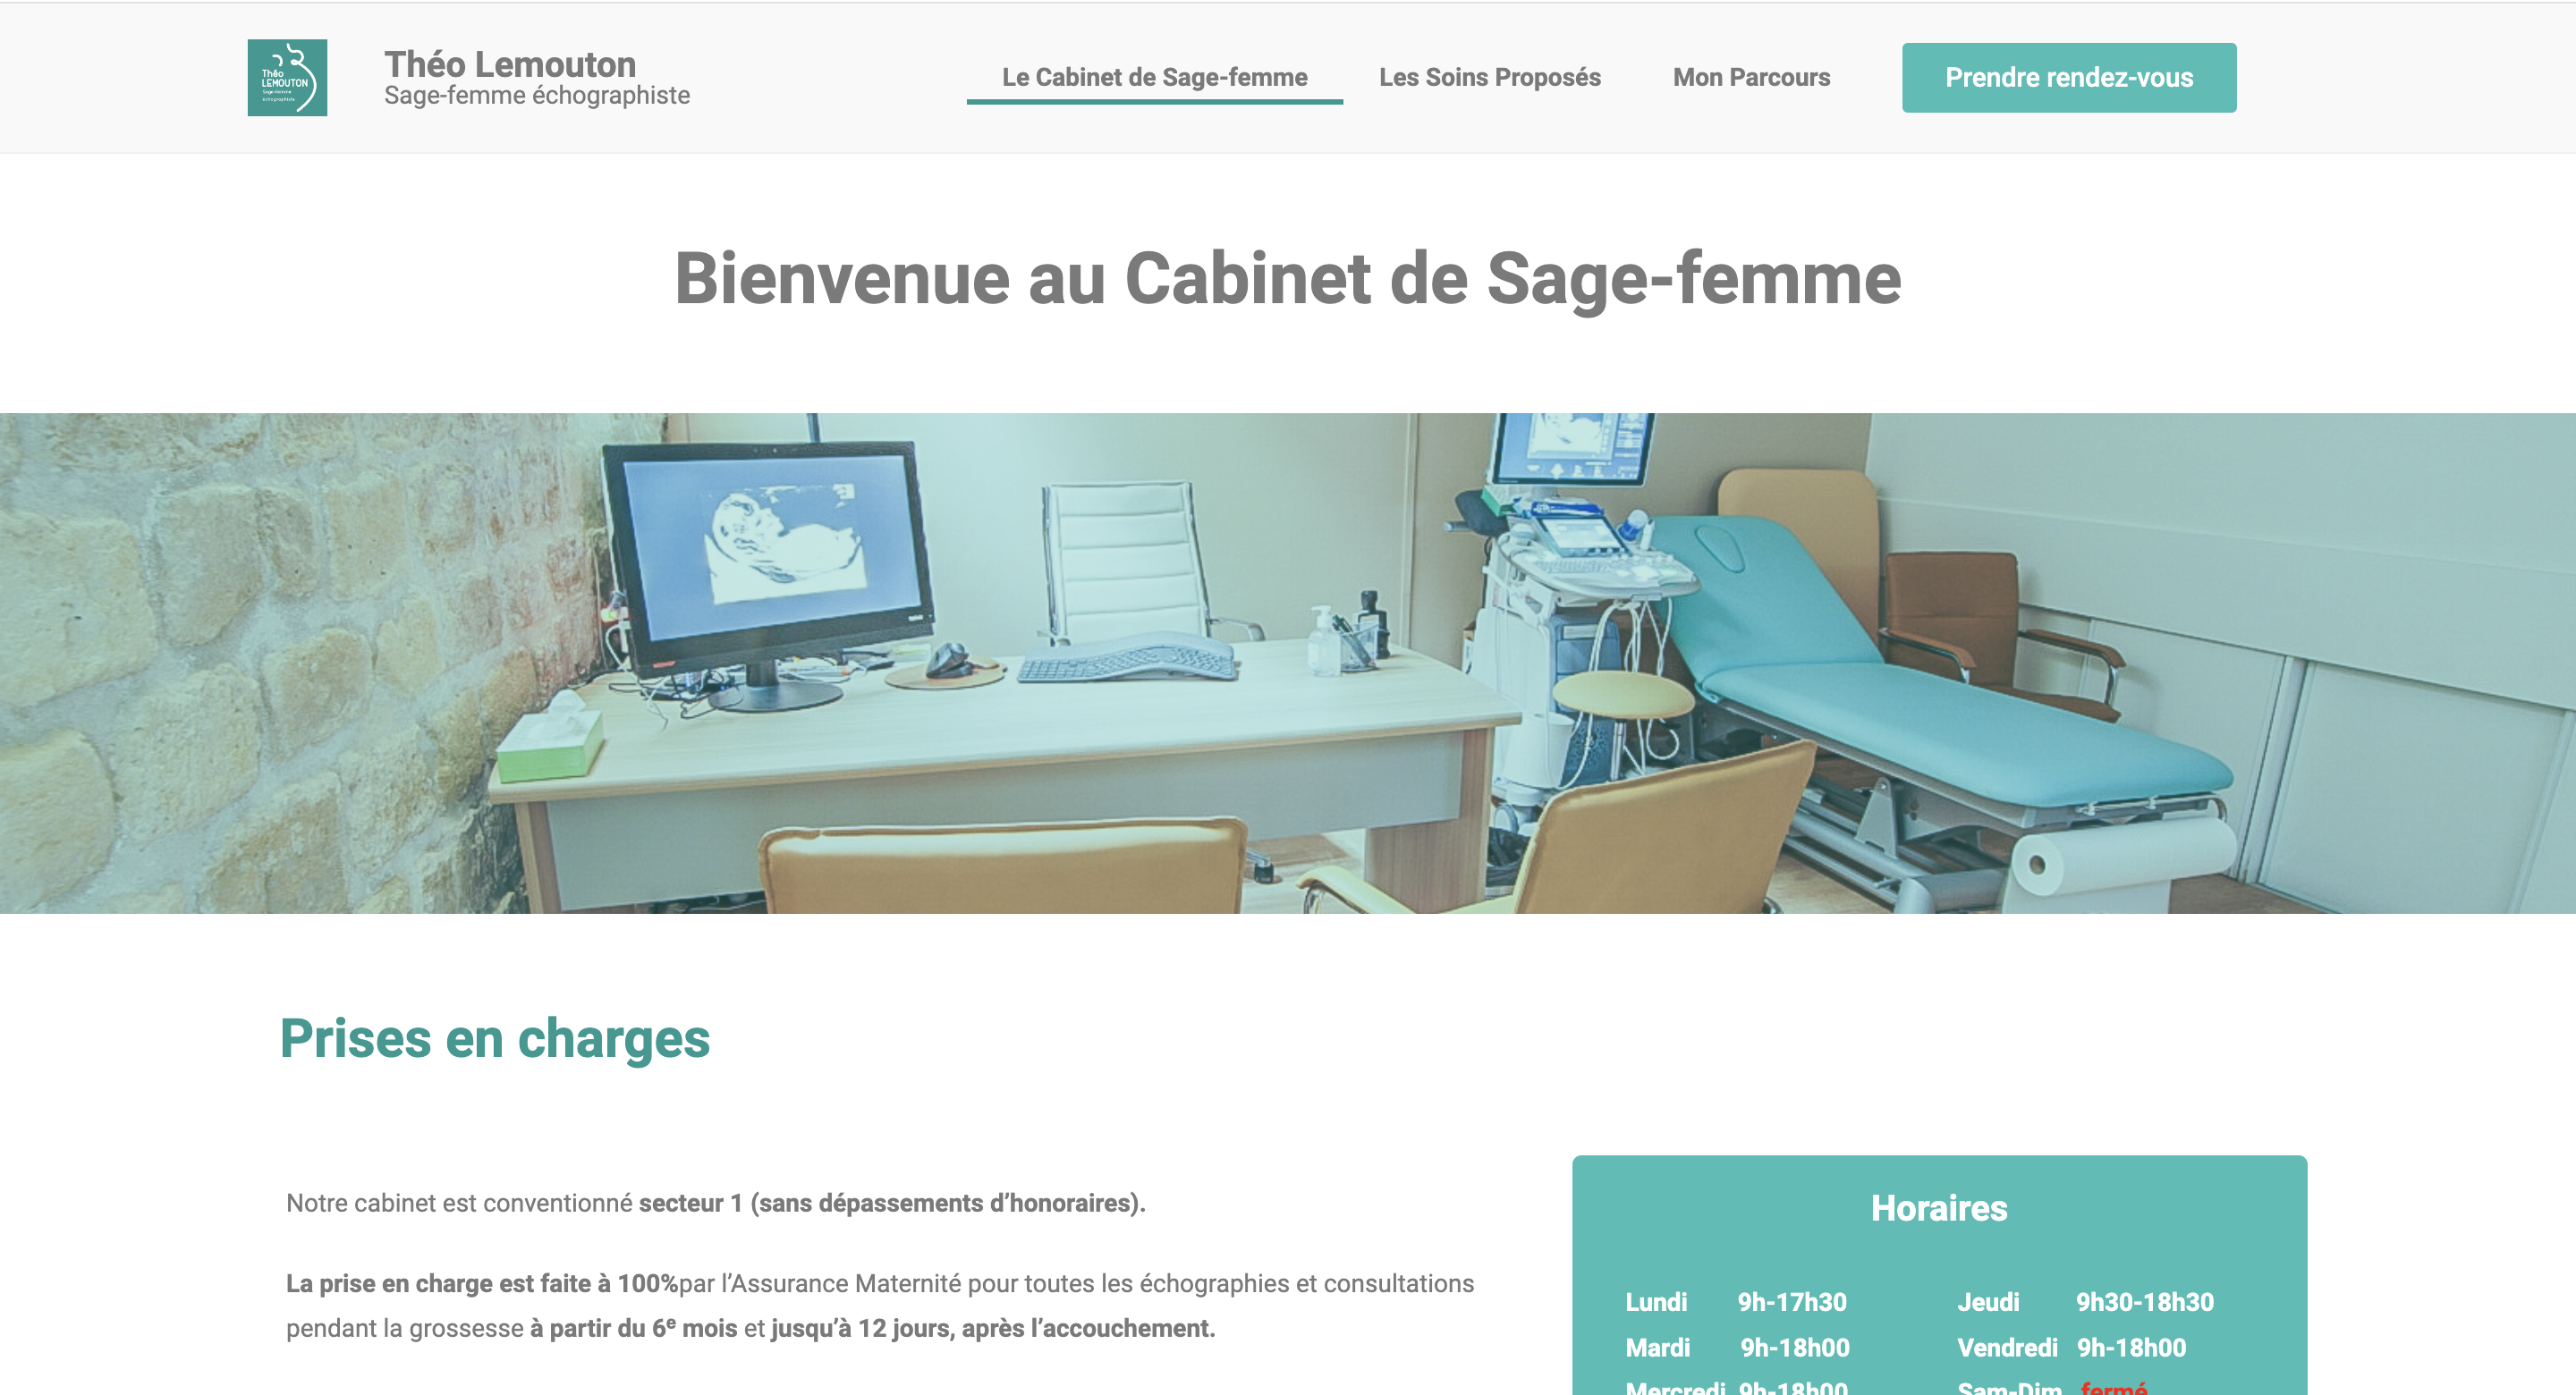 Théo
LEMOUTON
Sage-femme
échographiste
Théo Lemouton
Sage-femme échographiste
Le Cabinet de Sage-femme
Les Soins Proposés
Mon Parcours
Prendre rendez-vous
Bienvenue au Cabinet de Sage-femme
Prises en charges
Notre cabinet est conventionné secteur 1 (sans dépassements d’honoraires).
La prise en charge est faite à 100%par l’Assurance Maternité pour toutes les échographies et consultations
pendant la grossesse à partir du 6e mois et jusqu’à 12 jours, après l’accouchement.
Horaires
Lundi 9h-17h30
Mardi 9h-18h00
Mercredi 9h-18h00
Jeudi 9h30-18h30
Vendredi 9h-18h00
Sam-Dim fermé